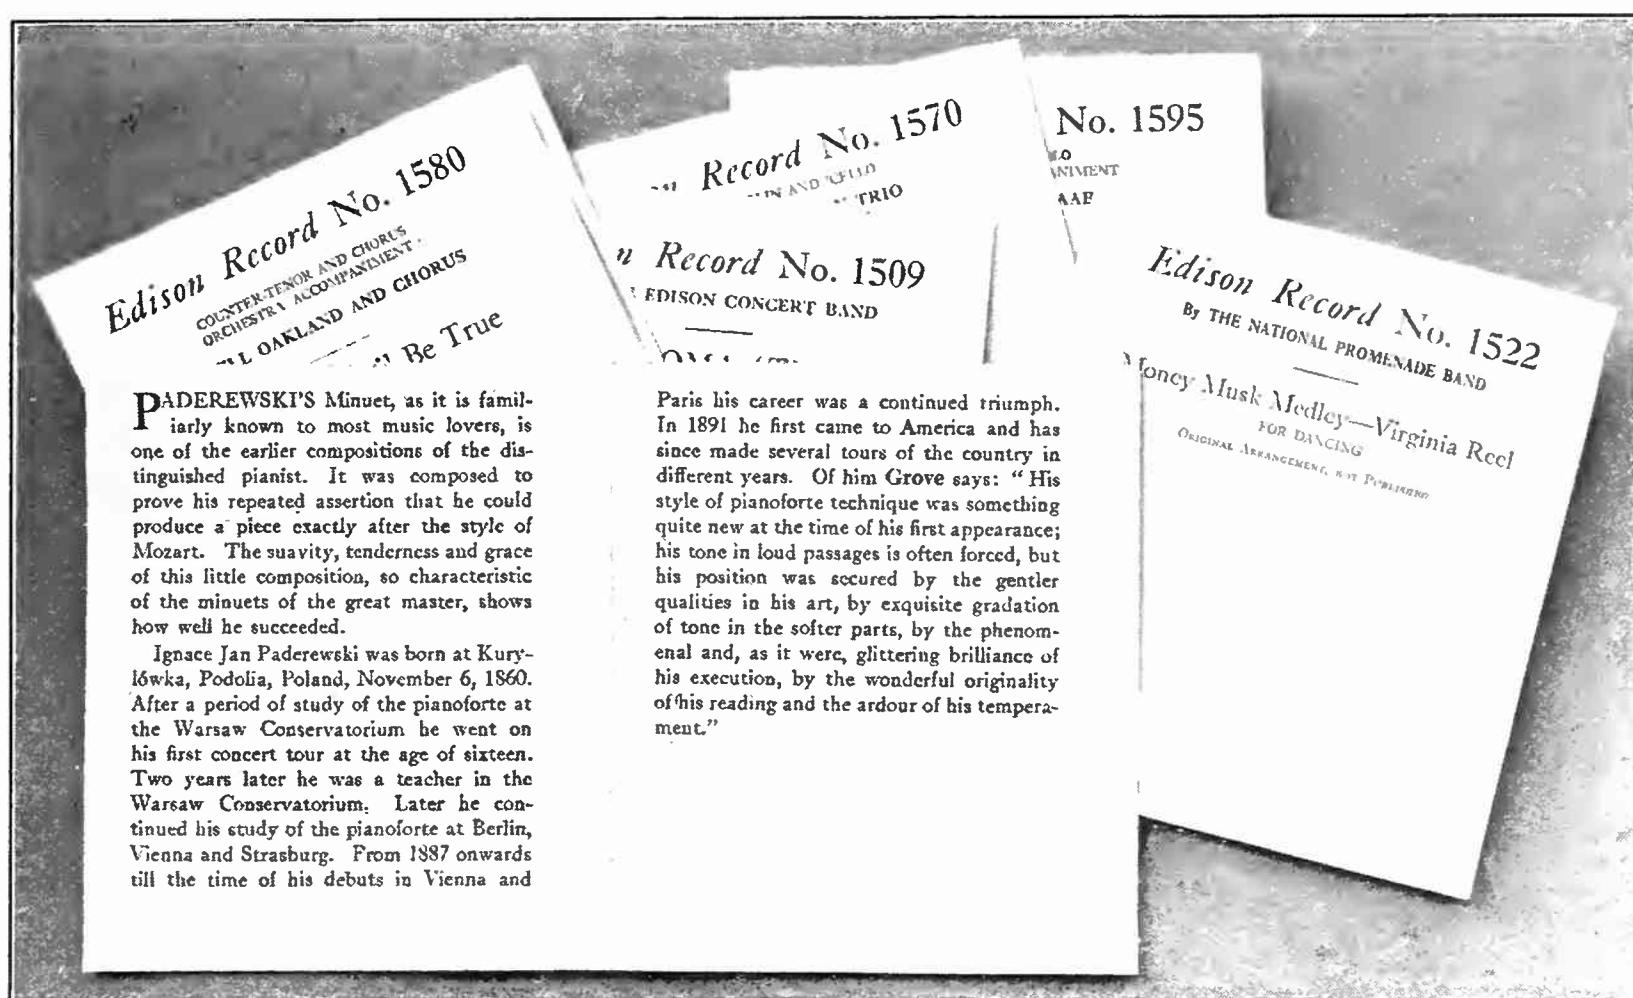 Edison Record No. 1580
COUNTER-TENOR AND CHORUS
ORCHESTRA ACCOMPANIMENT
OAKLAND AND CHORUS
Be True
Record No. 1570
AND 'CELLO
TRIO
No. 1595
Record No. 1509
EDISON CONCERT BAND
Edison Record No. 1522
By THE NATIONAL PROMENADE BAND
Money Musk Medley—Virginia Reel
FOR DANCING
ORIGINAL ARRANGEMENT, NOT PUBLISHED
PADEREWSKI'S Minuet, as it is famil-
iarly known to most music lovers, is
one of the earlier compositions of the dis-
tinguished pianist. It was composed to
prove his repeated assertion that he could
produce a piece exactly after the style of
Mozart. The suavity, tenderness and grace
of this little composition, so characteristic
of the minuets of the great master, shows
how well he succeeded.
Ignace Jan Paderewski was born at Kury-
lówka, Podolia, Poland, November 6, 1860.
After a period of study of the pianoforte at
the Warsaw Conservatorium he went on
his first concert tour at the age of sixteen.
Two years later he was a teacher in the
Warsaw Conservatorium. Later he con-
tinued his study of the pianoforte at Berlin,
Vienna and Strasburg. From 1887 onwards
till the time of his debuts in Vienna and
Paris his career was a continued triumph.
In 1891 he first came to America and has
since made several tours of the country in
different years. Of him Grove says: "His
style of pianoforte technique was something
quite new at the time of his first appearance;
his tone in loud passages is often forced, but
his position was secured by the gentler
qualities in his art, by exquisite gradation
of tone in the softer parts, by the phenom-
enal and, as it were, glittering brilliance of
his execution, by the wonderful originality
of his reading and the ardour of his tempera-
ment."